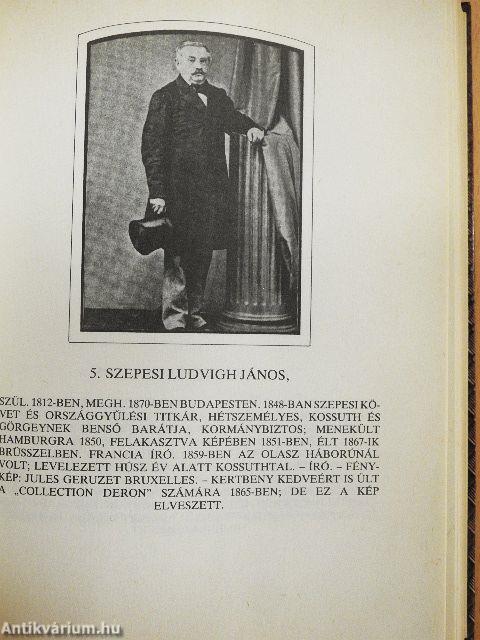 5. SZEPESI LUDVIGH JÁNOS,
SZÜL. 1812-BEN, MEGH. 1870-BEN BUDAPESTEN. 1848-BAN SZEPESI KÖ-
VET ÉS ORSZÁGGYŰLÉSI TITKÁR, HÉTSZEMÉLYES, KOSSUTH ÉS
GÖRGEYNEK BENSŐ BARÁTJA, KORMÁNYBIZTOS; MENEKÜLT
HAMBURGRA 1850, FELAKASZTVA KÉPÉBEN 1851-BEN, ÉLT 1867-IK
BRÜSSZELBEN. FRANCIA ÍRÓ. 1859-BEN AZ OLASZ HÁBORÚNÁL
VOLT; LEVELEZETT HÚSZ ÉV ALATT KOSSUTHTAL. – ÍRÓ. – FÉNY-
KÉP: JULES GERUZET BRUXELLES. – KERTBENY KEDVEÉRT IS ÜLT
A „COLLECTION DERON” SZÁMÁRA 1865-BEN; DE EZ A KÉP
ELVESZETT.
Antikvárium.hu